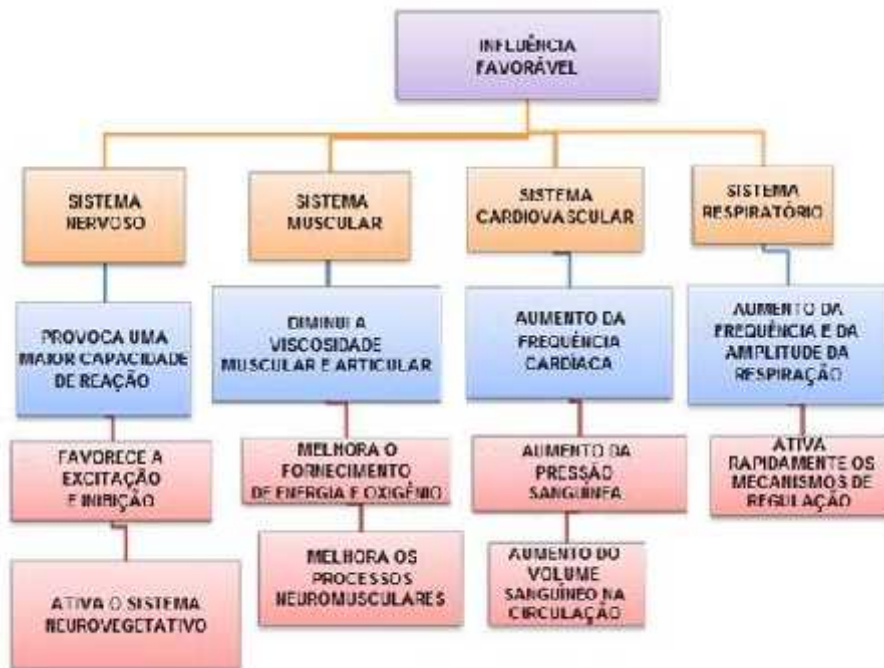 INFLUÊNCIA
FAVORÁVEL
SISTEMA
NERVOSO
SISTEMA
MUSCULAR
SISTEMA
CARDIOVASCULAR
SISTEMA
RESPIRATÓRIO
PROVOCA UMA
MAIOR CAPACIDADE
DE REAÇÃO
DIMINUI A
VISCOSIDADE
MUSCULAR E ARTICULAR
AUMENTO DA
FREQUÊNCIA
CARDÍACA
AUMENTO DA
FREQUÊNCIA E DA
AMPLITUDE DA
RESPIRAÇÃO
FAVORECE A
EXCITAÇÃO
E INIBIÇÃO
MELHORA O
FORNECIMENTO
DE ENERGIA E OXIGÊNIO
AUMENTO DA
PRESSÃO
SANGUÍNEA
ATIVA
RAPIDAMENTE OS
MECANISMOS DE
REGULAÇÃO
ATIVA O SISTEMA
NEUROVEGETATIVO
MELHORA OS
PROCESSOS
NEUROMUSCULARES
AUMENTO DO
VOLUME
SANGUÍNEO NA
CIRCULAÇÃO